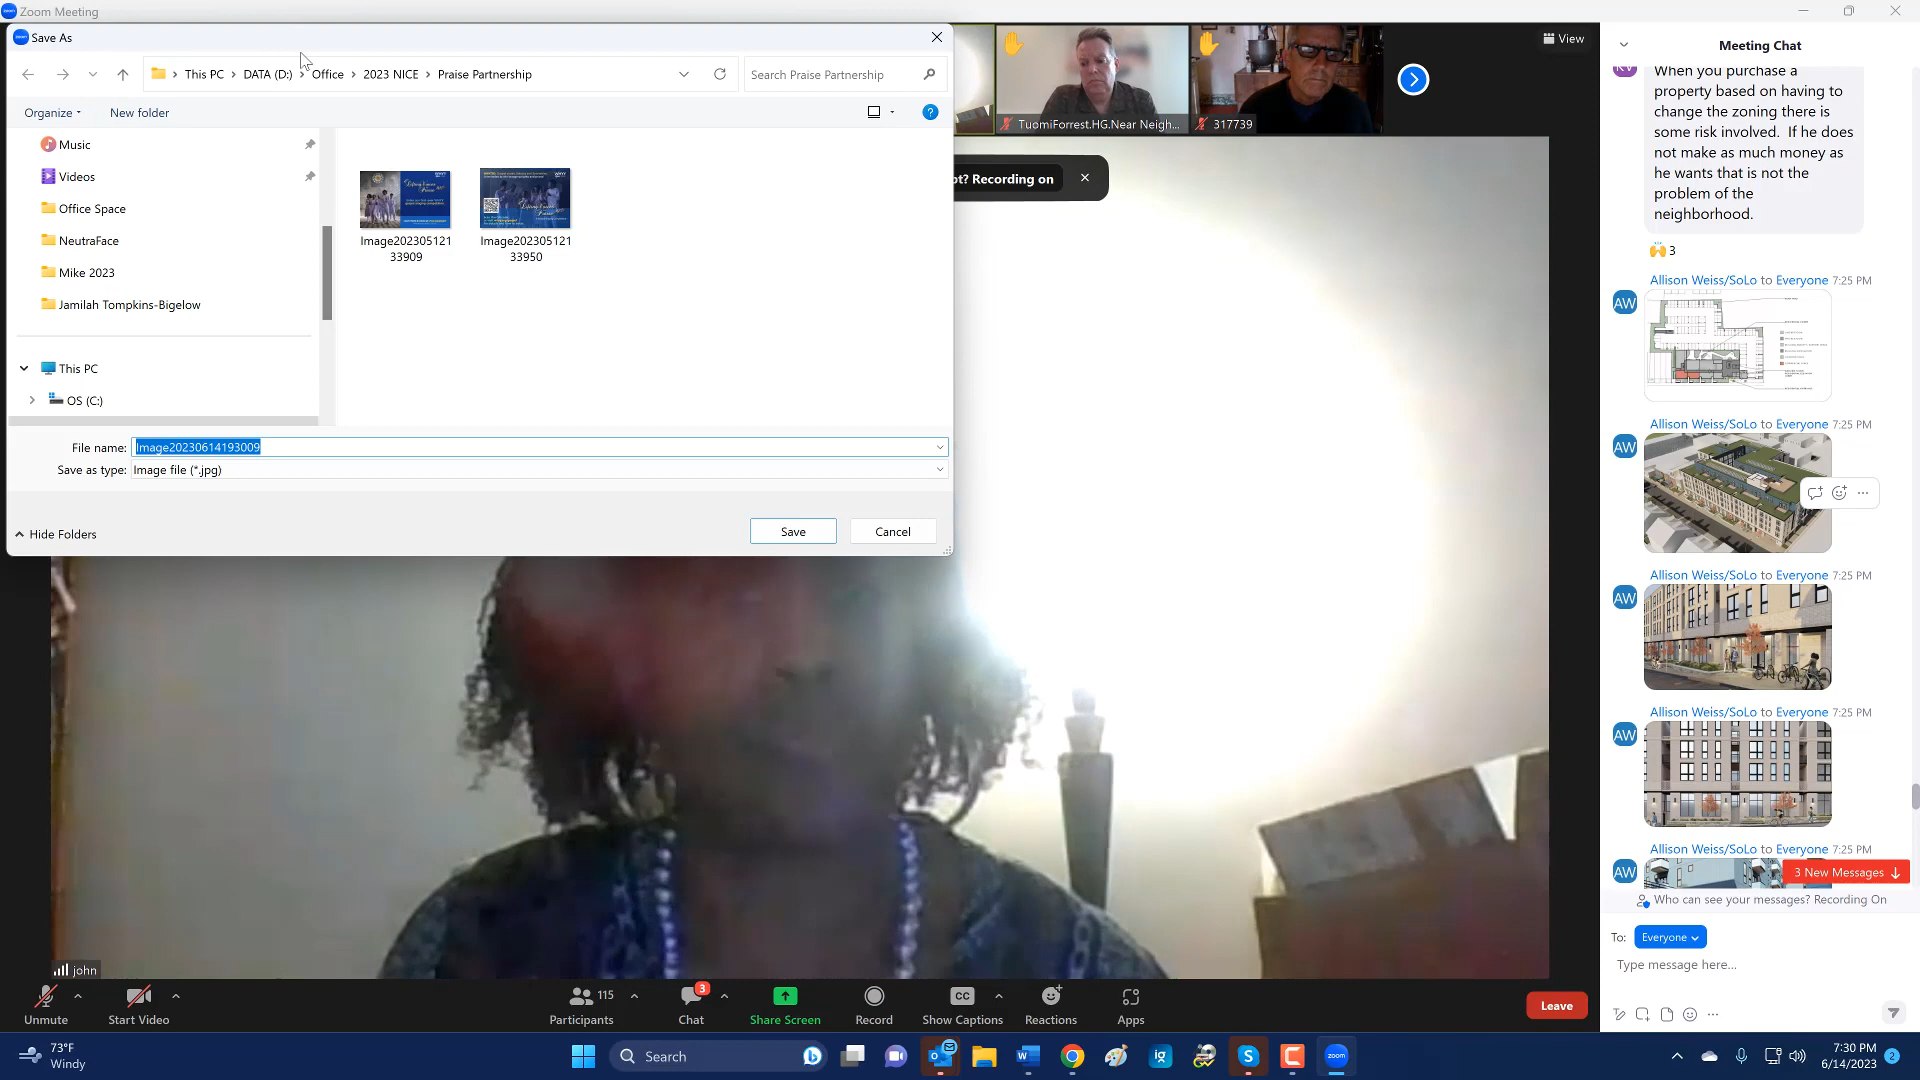 Zoom Meeting
Save As
This PC > DATA (D:) > Office > 2023 NICE > Praise Partnership
Search Praise Partnership
Organize
New folder
Music
Videos
Office Space
NeutraFace
Mike 2023
Jamilah Tompkins-Bigelow
This PC
OS (C:)
Image202305121
33909
Image202305121
33950
File name: Image20230614193009
Save as type: Image file (*.jpg)
Hide Folders
Save
Cancel
TuomiForrest.HG.Near Neigh...
317739
View
ot? Recording on
john
Meeting Chat
KV
When you purchase a
property based on having to
change the zoning there is
some risk involved. If he does
not make as much money as
he wants that is not the
problem of the
neighborhood.
3
Allison Weiss/SoLo to Everyone 7:25 PM
AW
Allison Weiss/SoLo to Everyone 7:25 PM
AW
Allison Weiss/SoLo to Everyone 7:25 PM
AW
Allison Weiss/SoLo to Everyone 7:25 PM
AW
Allison Weiss/SoLo to Everyone 7:25 PM
AW
3 New Messages
Who can see your messages? Recording On
To: Everyone
Type message here...
Unmute
Start Video
115
Participants
3
Chat
Share Screen
Record
CC
Show Captions
Reactions
Apps
Leave
73°F
Windy
Search
zoom
7:30 PM
6/14/2023
2